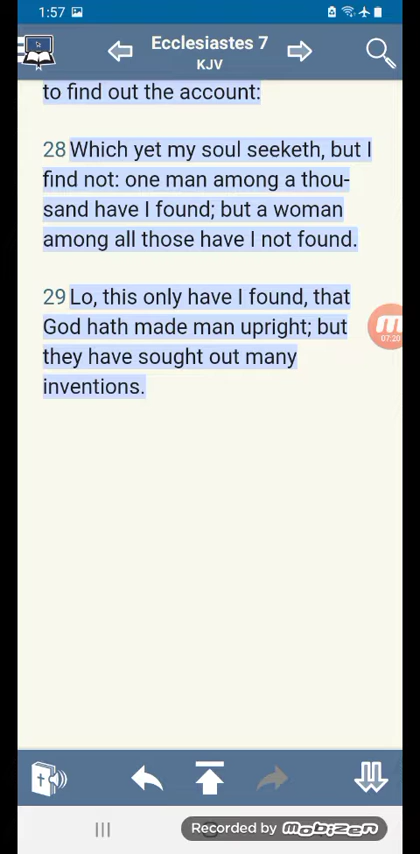 1:57
Ecclesiastes 7
KJV
to find out the account:
28 Which yet my soul seeketh, but I
find not: one man among a thou-
sand have I found; but a woman
among all those have I not found.
29 Lo, this only have I found, that
God hath made man upright; but
they have sought out many
inventions.
07:20
Recorded by mobizen